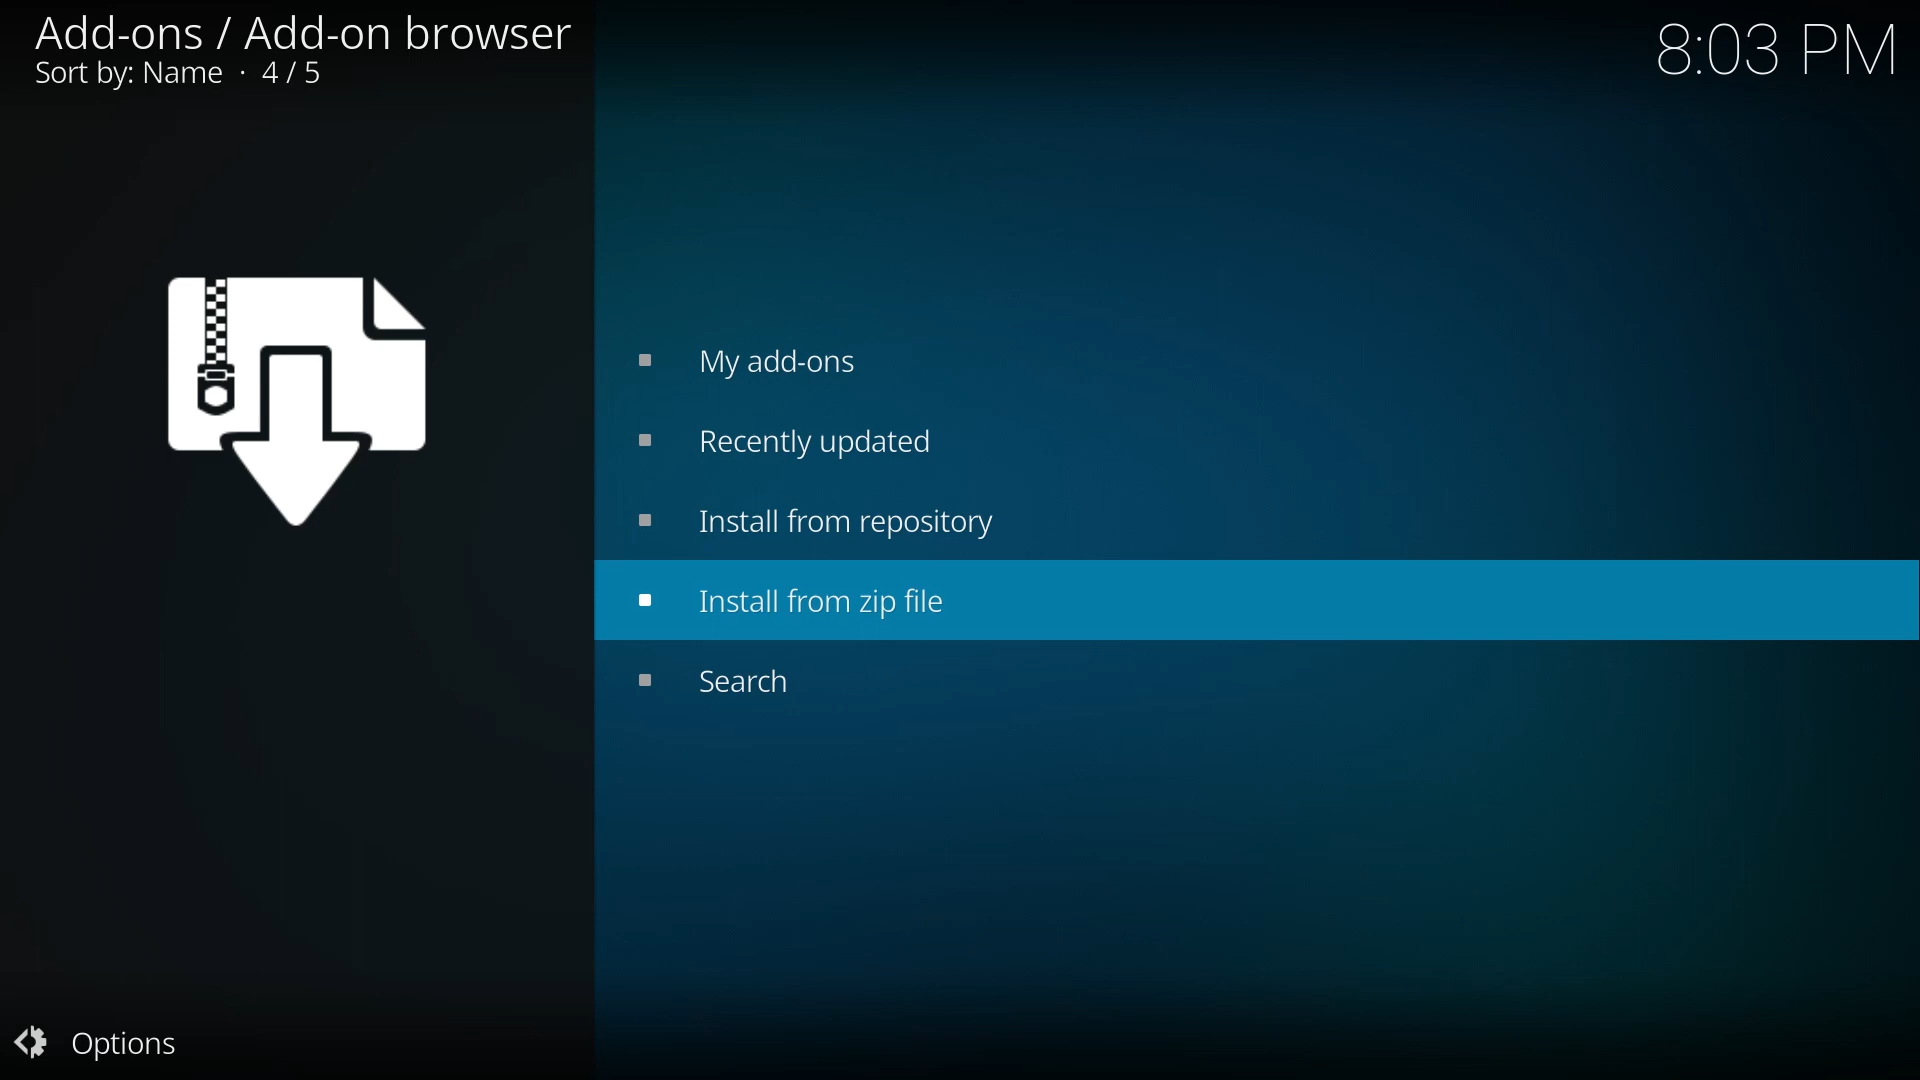 Add-ons / Add-on browser
Sort by: Name · 4 / 5
8:03 PM
My add-ons
Recently updated
Install from repository
Install from zip file
Search
Options